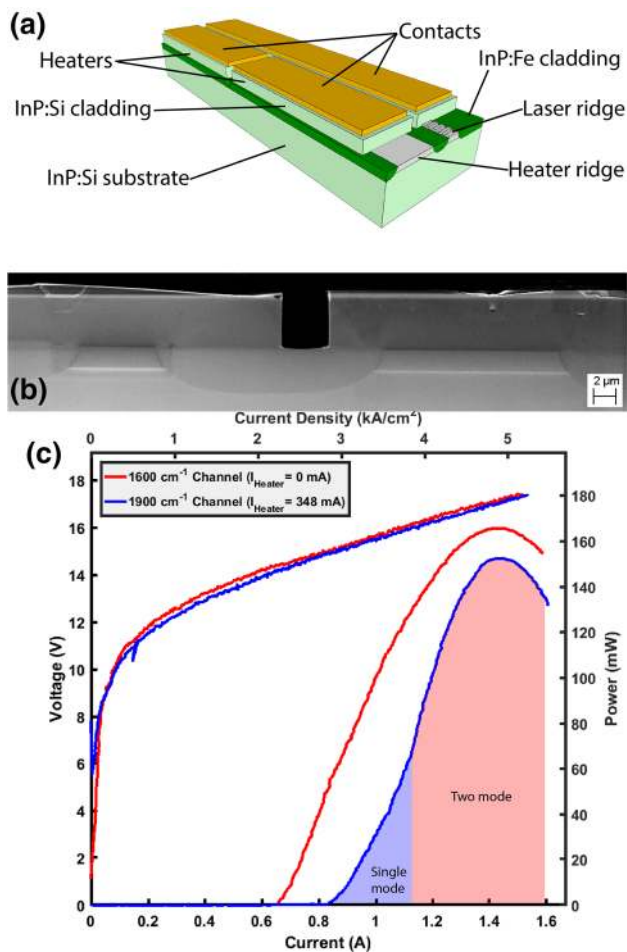 (a)
Contacts
Heaters
InP:Fe cladding
InP:Si cladding
Laser ridge
InP:Si substrate
Heater ridge
(b)
2 µm
Current Density (kA/cm²)
0 1 2 3 4 5
(c)
1600 cm⁻¹ Channel (I_Heater = 0 mA)
1900 cm⁻¹ Channel (I_Heater = 348 mA)
18
16
14
12
10
8
6
4
2
0
Voltage (V)
180
160
140
120
100
80
60
40
20
0
Power (mW)
Two mode
Single
mode
0 0.2 0.4 0.6 0.8 1 1.2 1.4 1.6
Current (A)